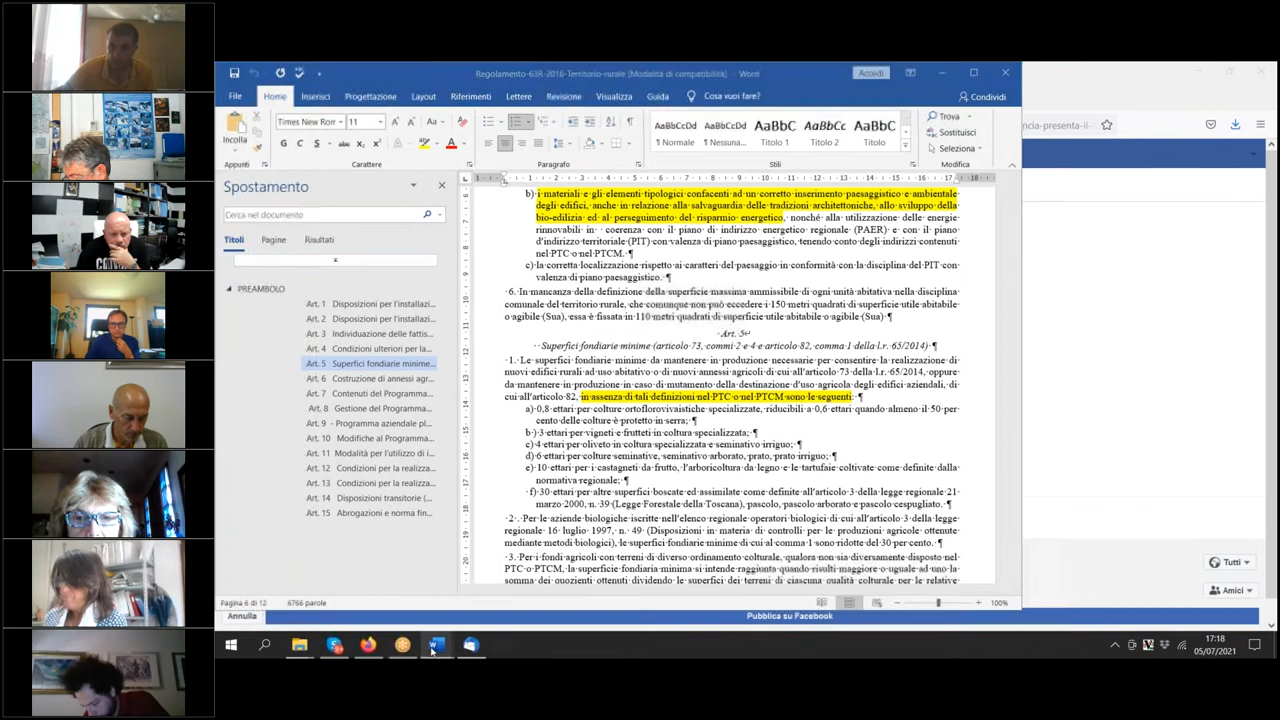 Regolamento-63R-2016-Territorio-rurale [Modalità di compatibilità] - Word
Accedi
File Home Inserisci Progettazione Layout Riferimenti Lettere Revisione Visualizza Guida Cosa vuoi fare?
Condividi
Incolla
Times New Rom 11
G C S abc x₂ x²
Appunti Carattere Paragrafo Stili Modifica
AaBbCcDd AaBbCcDd AaBbC AaBbCc AaBbC
¶ Normale ¶ Nessuna... Titolo 1 Titolo 2 Titolo
Trova
Sostituisci
Seleziona
ncia-presenta-il-
Spostamento
Cerca nel documento
Titoli Pagine Risultati
PREAMBOLO
Art. 1 Disposizioni per l'installazi...
Art. 2 Disposizioni per l'installazi...
Art. 3 Individuazione delle fattis...
Art. 4 Condizioni ulteriori per la...
Art. 5 Superfici fondiarie minime...
Art. 6 Costruzione di annessi agr...
Art. 7 Contenuti del Programma...
Art. 8 Gestione del Programma...
Art. 9 - Programma aziendale pl...
Art. 10 Modifiche al Programma...
Art. 11 Modalità per l'utilizzo di i...
Art. 12 Condizioni per la realizza...
Art. 13 Condizioni per la realizza...
Art. 14 Disposizioni transitorie (...
Art. 15 Abrogazioni e norma fin...
b) i materiali e gli elementi tipologici confacenti ad un corretto inserimento paesaggistico e ambientale
degli edifici, anche in relazione alla salvaguardia delle tradizioni architettoniche, allo sviluppo della
bio-edilizia ed al perseguimento del risparmio energetico, nonché alla utilizzazione delle energie
rinnovabili in coerenza con il piano di indirizzo energetico regionale (PAER) e con il piano
d'indirizzo territoriale (PIT) con valenza di piano paesaggistico, tenendo conto degli indirizzi contenuti
nel PTC o nel PTCM. ¶
c) la corretta localizzazione rispetto ai caratteri del paesaggio in conformità con la disciplina del PIT con
valenza di piano paesaggistico. ¶
6. In mancanza della definizione della superficie massima ammissibile di ogni unità abitativa nella disciplina
comunale del territorio rurale, che comunque non può eccedere i 150 metri quadrati di superficie utile abitabile
o agibile (Sua), essa è fissata in 110 metri quadrati di superficie utile abitabile o agibile (Sua) ¶
Art. 5
Superfici fondiarie minime (articolo 73, commi 2 e 4 e articolo 82, comma 1 della l.r. 65/2014) ¶
1. Le superfici fondiarie minime da mantenere in produzione necessarie per consentire la realizzazione di
nuovi edifici rurali ad uso abitativo o di nuovi annessi agricoli di cui all'articolo 73 della l.r. 65/2014, oppure
da mantenere in produzione in caso di mutamento della destinazione d'uso agricola degli edifici aziendali, di
cui all'articolo 82, in assenza di tali definizioni nel PTC o nel PTCM sono le seguenti: ¶
a) 0,8 ettari per colture ortoflorovivaistiche specializzate, riducibili a 0,6 ettari quando almeno il 50 per
cento delle colture è protetto in serra; ¶
b ) 3 ettari per vigneti e frutteti in coltura specializzata; ¶
c) 4 ettari per oliveto in coltura specializzata e seminativo irriguo; ¶
d) 6 ettari per colture seminative, seminativo arborato, prato, prato irriguo; ¶
e) 10 ettari per i castagneti da frutto, l'arboricoltura da legno e le tartufaie coltivate come definite dalla
normativa regionale; ¶
f) 30 ettari per altre superfici boscate ed assimilate come definite all'articolo 3 della legge regionale 21
marzo 2000, n. 39 (Legge Forestale della Toscana), pascolo, pascolo arborato e pascolo cespugliato. ¶
2 . Per le aziende biologiche iscritte nell'elenco regionale operatori biologici di cui all'articolo 3 della legge
regionale 16 luglio 1997, n. 49 (Disposizioni in materia di controlli per le produzioni agricole ottenute
mediante metodi biologici), le superfici fondiarie minime di cui al comma 1 sono ridotte del 30 per cento. ¶
3. Per i fondi agricoli con terreni di diverso ordinamento colturale, qualora non sia diversamente disposto nel
PTC o PTCM, la superficie fondiaria minima si intende raggiunta quando risulti maggiore o uguale ad uno la
somma dei quozienti ottenuti dividendo le superfici dei terreni di ciascuna qualità colturale per le relative
Pagina 6 di 12 6766 parole
100%
Tutti
Amici
Annulla
Pubblica su Facebook
17:18
05/07/2021